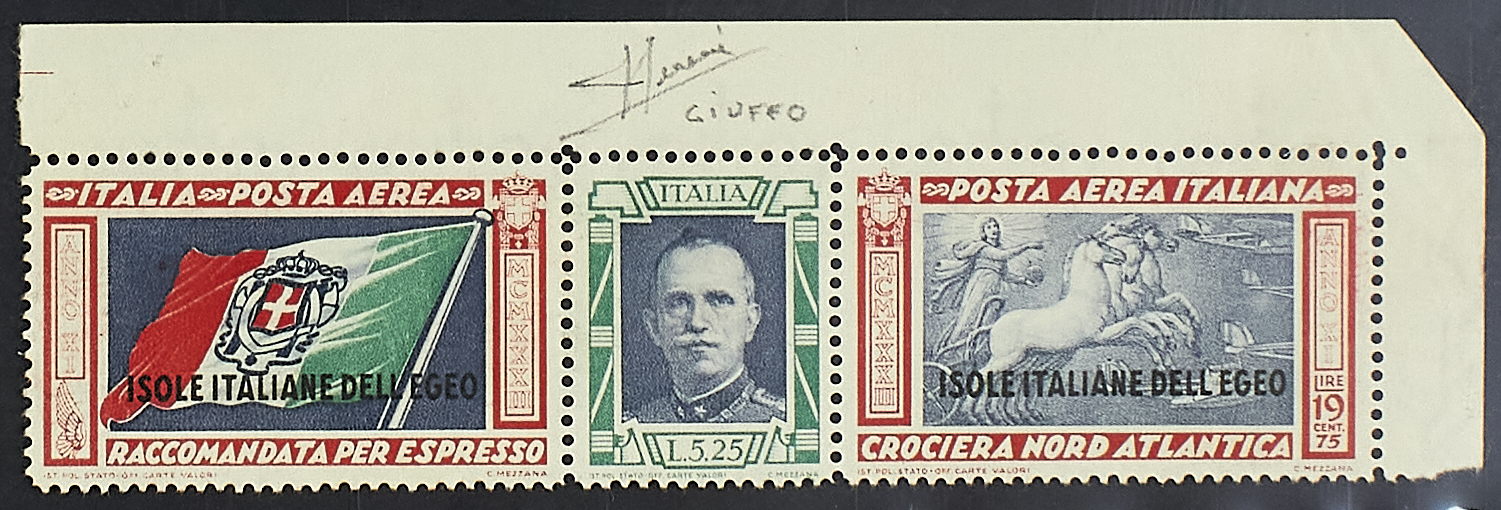 GIUFFO
ITALIA POSTA AEREA
ANNO XI
MCMXXXIII
ISOLE ITALIANE DELL'EGEO
RACCOMANDATA PER ESPRESSO
IST. POL. STATO·OFF. CARTE VALORI C. MEZZANA
ITALIA
L. 5.25
IST. POL. STATO·OFF. CARTE VALORI C. MEZZANA
POSTA AEREA ITALIANA
MCMXXXIII
ANNO XI
ISOLE ITALIANE DELL'EGEO
LIRE
19
CENT.
75
CROCIERA NORD ATLANTICA
IST. POL. STATO·OFF. CARTE VALORI C. MEZZANA